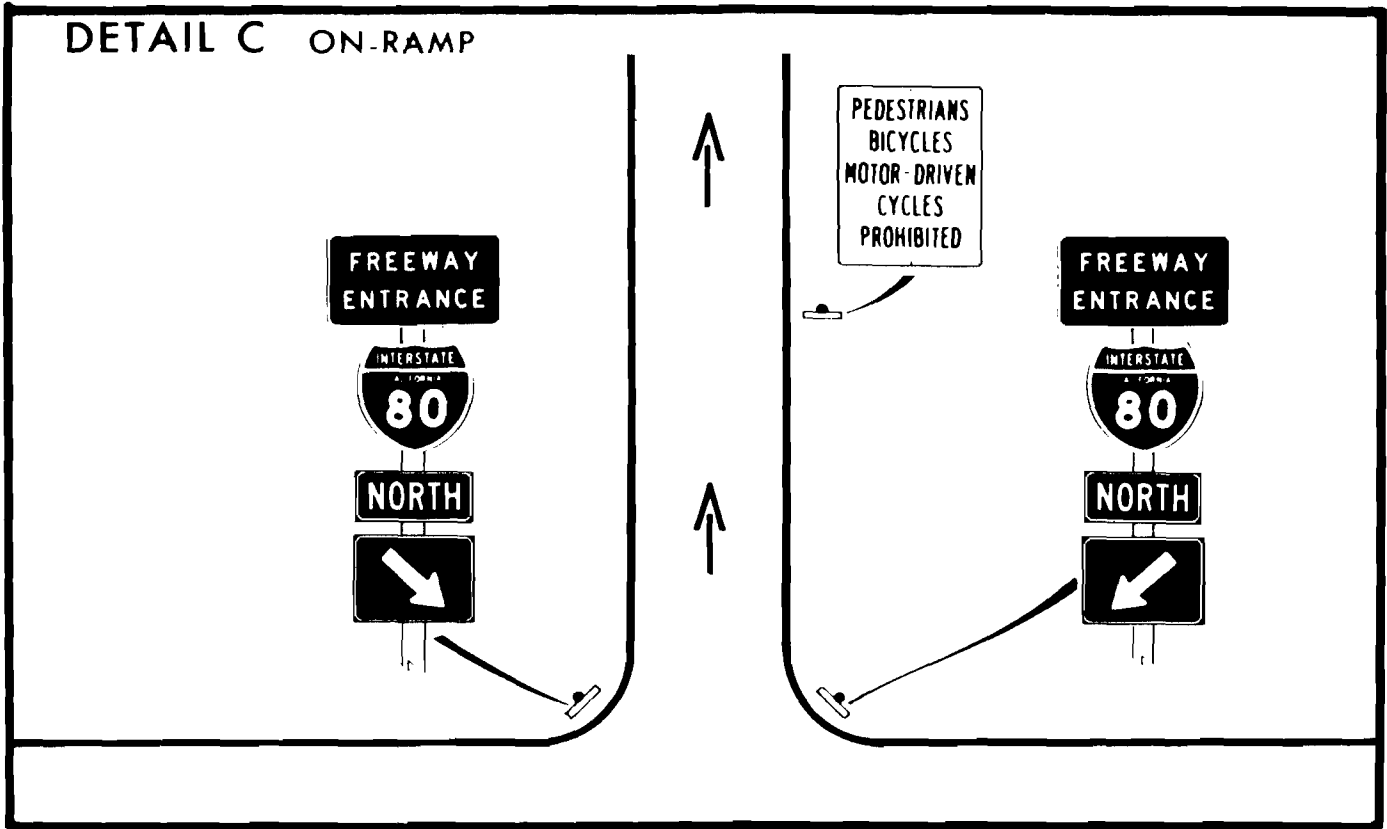 DETAIL C ON-RAMP
PEDESTRIANS
BICYCLES
MOTOR-DRIVEN
CYCLES
PROHIBITED
FREEWAY
ENTRANCE
INTERSTATE
80
NORTH
FREEWAY
ENTRANCE
INTERSTATE
80
NORTH